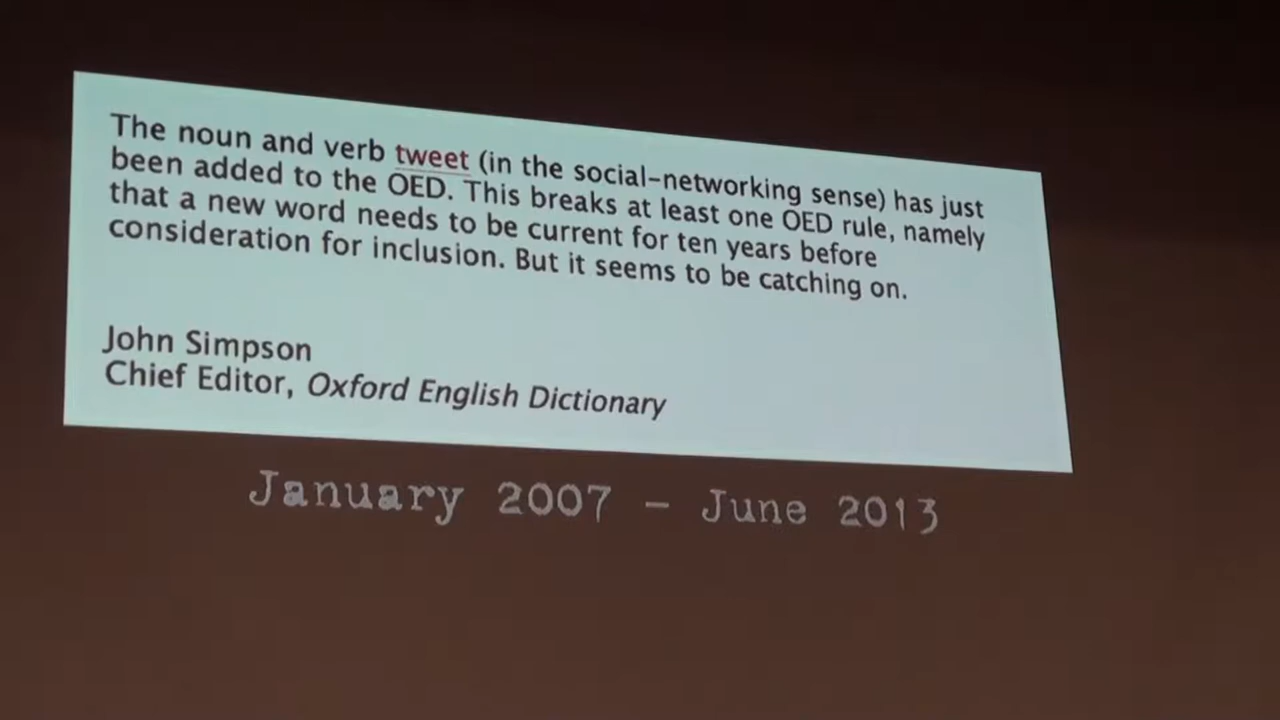 The noun and verb tweet (in the social-networking sense) has just
been added to the OED. This breaks at least one OED rule, namely
that a new word needs to be current for ten years before
consideration for inclusion. But it seems to be catching on.
John Simpson
Chief Editor, Oxford English Dictionary
January 2007 – June 2013